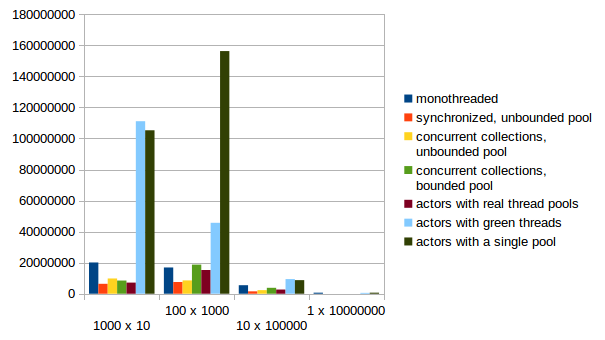 180000000
160000000
140000000
120000000
100000000
80000000
60000000
40000000
20000000
0
1000 x 10
100 x 1000
10 x 100000
1 x 10000000
monothreaded
synchronized, unbounded pool
concurrent collections,
unbounded pool
concurrent collections,
bounded pool
actors with real thread pools
actors with green threads
actors with a single pool